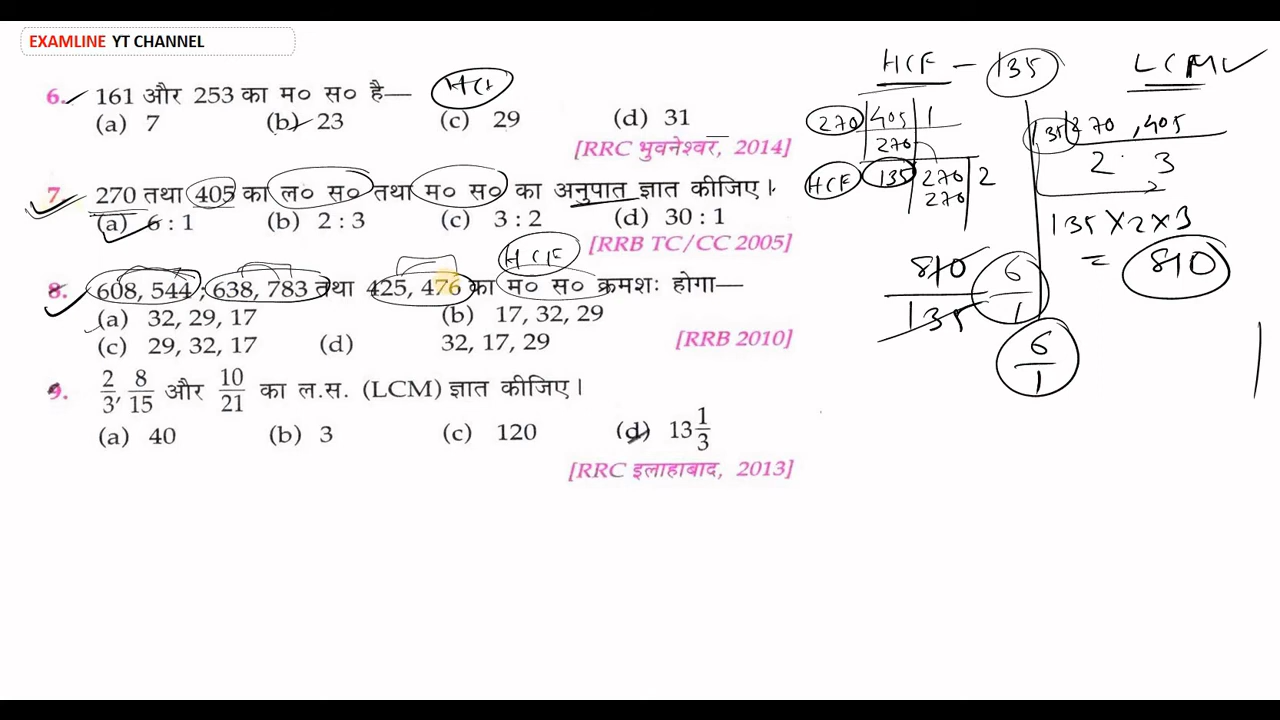 EXAMLINE YT CHANNEL
6. 161 और 253 का म० स० है— HCF
(a) 7 (b) 23 (c) 29 (d) 31
[RRC भुवनेश्वर, 2014]
7. 270 तथा 405 का ल० स० तथा म० स० का अनुपात ज्ञात कीजिए।
(a) 6 : 1 (b) 2 : 3 (c) 3 : 2 (d) 30 : 1
[RRB TC/CC 2005]
HCF
8. 608, 544 ; 638, 783 तथा 425, 476 का म० स० क्रमशः होगा—
(a) 32, 29, 17 (b) 17, 32, 29
(c) 29, 32, 17 (d) 32, 17, 29
[RRB 2010]
9. 2/3, 8/15 और 10/21 का ल.स. (LCM) ज्ञात कीजिए।
(a) 40 (b) 3 (c) 120 (d) 13 1/3
[RRC इलाहाबाद, 2013]
HCF – 135
270 405 1
270
HCF 135 270 2
270
810 6
135 1
6
1
LCM
135 270, 405
2 3
135 × 2 × 3
= 810